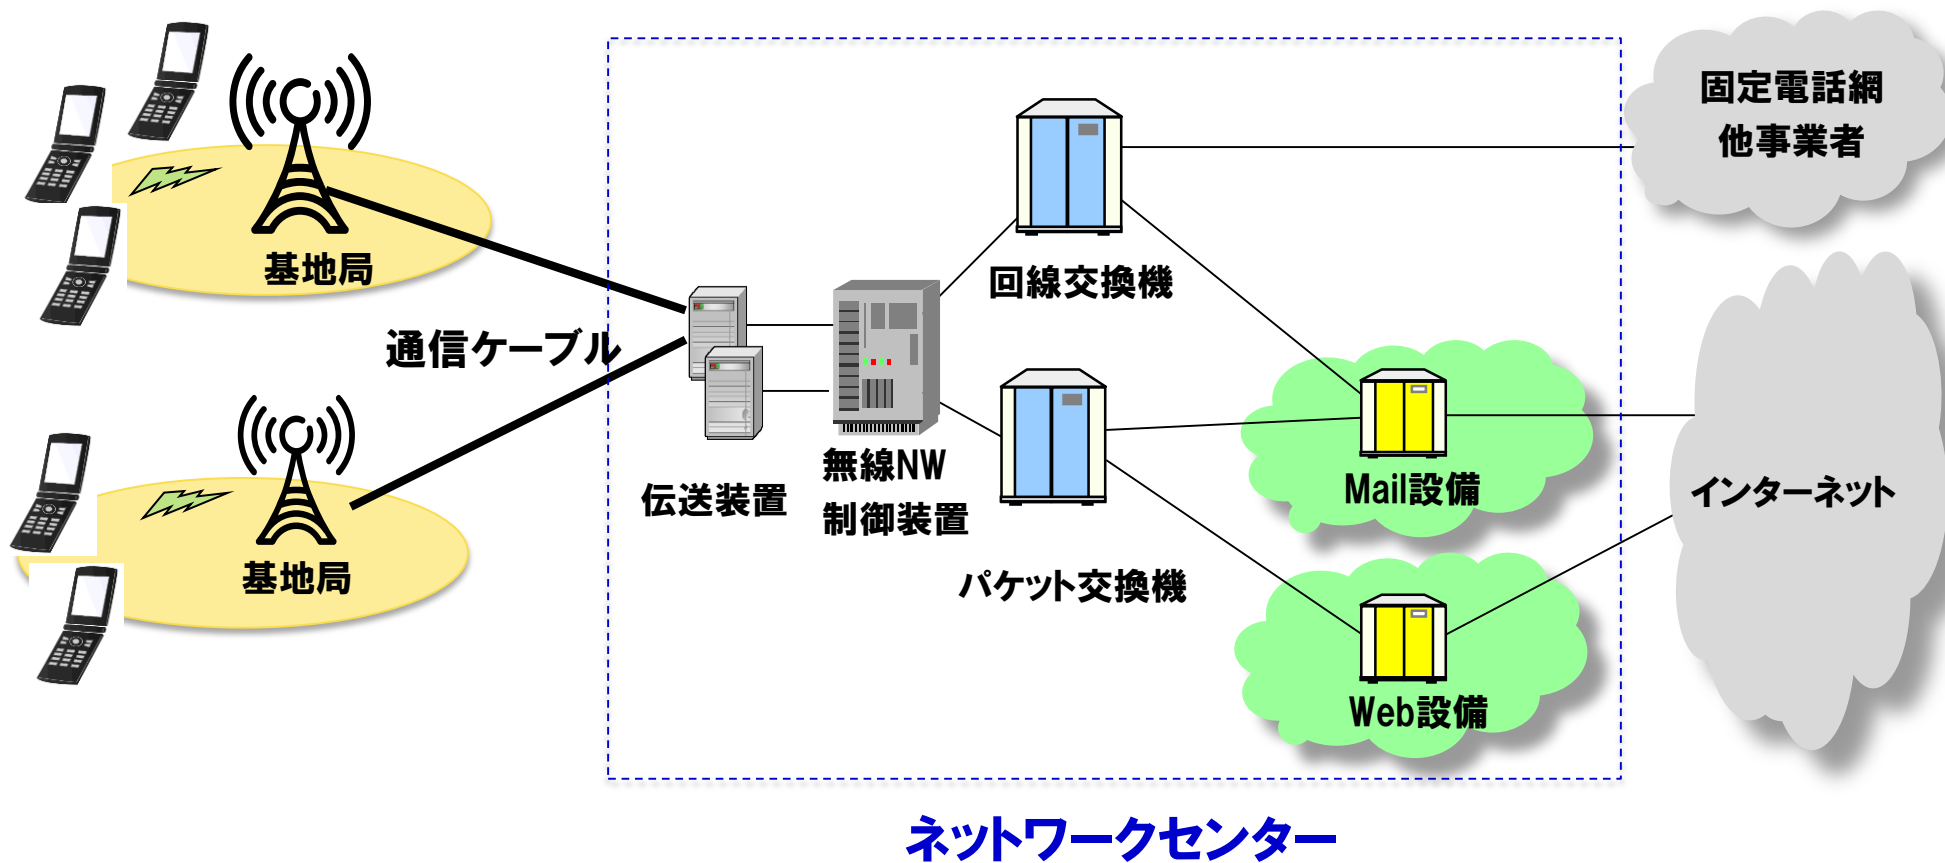 固定電話網
他事業者
基地局
回線交換機
通信ケーブル
無線NW
制御装置
伝送装置
Mail設備
インターネット
基地局
パケット交換機
Web設備
ネットワークセンター